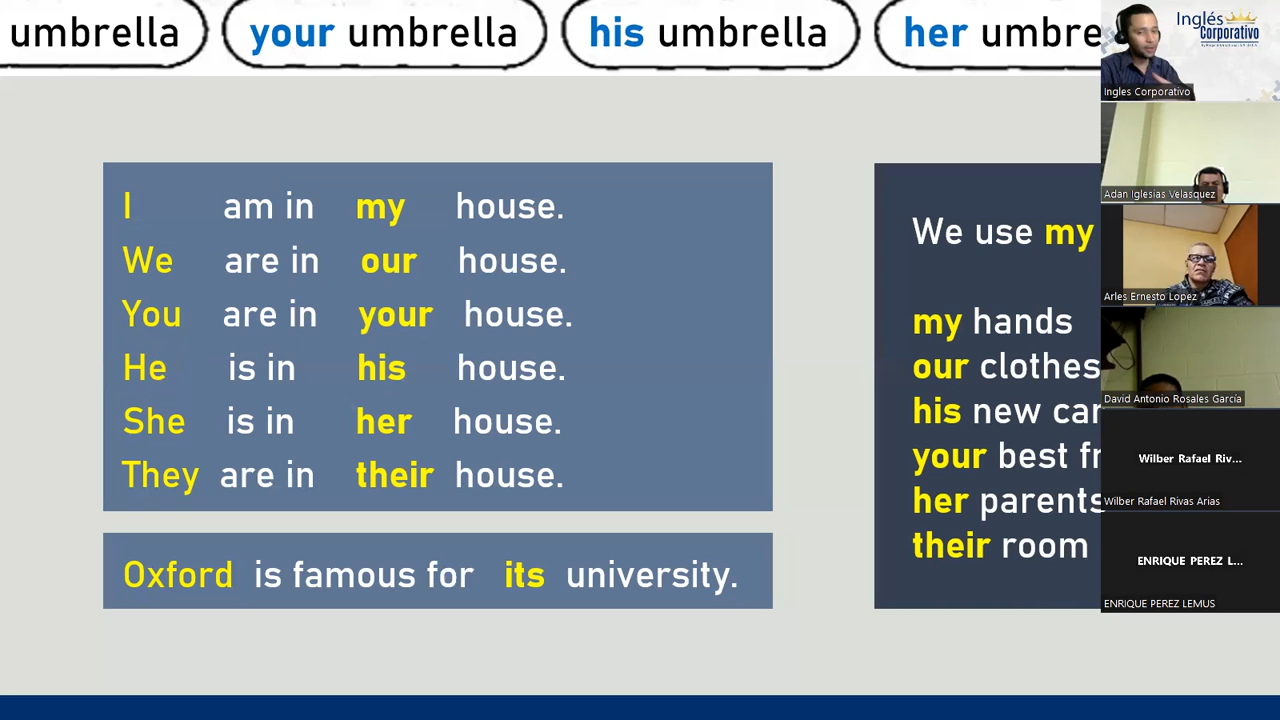 umbrella your umbrella his umbrella her umbre
I am in my house.
We are in our house.
You are in your house.
He is in his house.
She is in her house.
They are in their house.
Oxford is famous for its university.
We use my
my hands
our clothes
his new car
your best fr
her parents
their room
Inglés
Corporativo
Ingles Corporativo
Adan Iglesias Velasquez
Arles Ernesto Lopez
David Antonio Rosales García
Wilber Rafael Riv...
Wilber Rafael Rivas Arias
ENRIQUE PEREZ L...
ENRIQUE PEREZ LEMUS